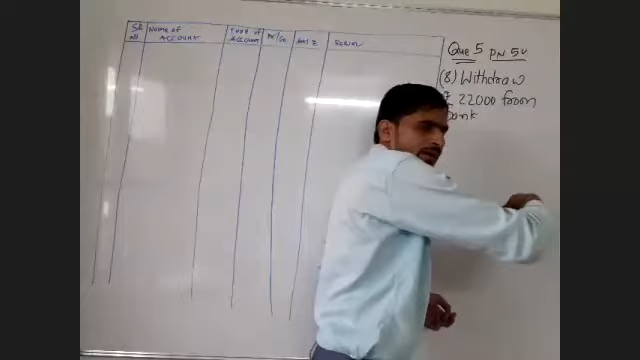 SR Name of Type of Dr/Cr. Amt ₹ REASON
No ACCOUNT ACCOUNT
Que 5 PN 50
(8) Withdraw
₹ 22000 from
bank